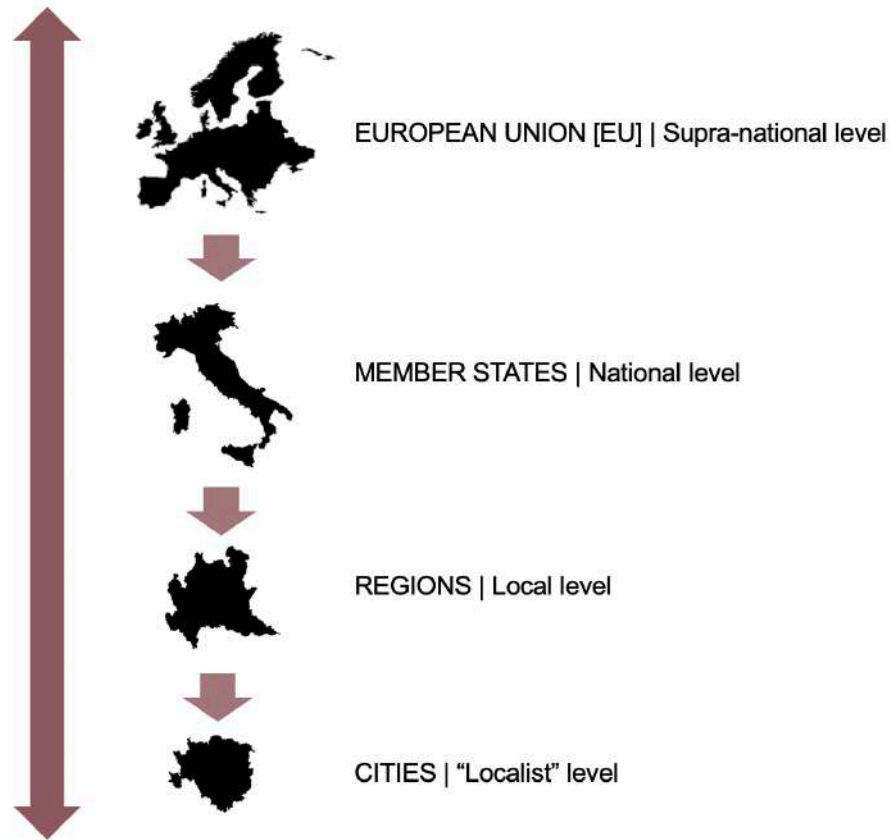 EUROPEAN UNION [EU] | Supra-national level
MEMBER STATES | National level
REGIONS | Local level
CITIES | “Localist” level